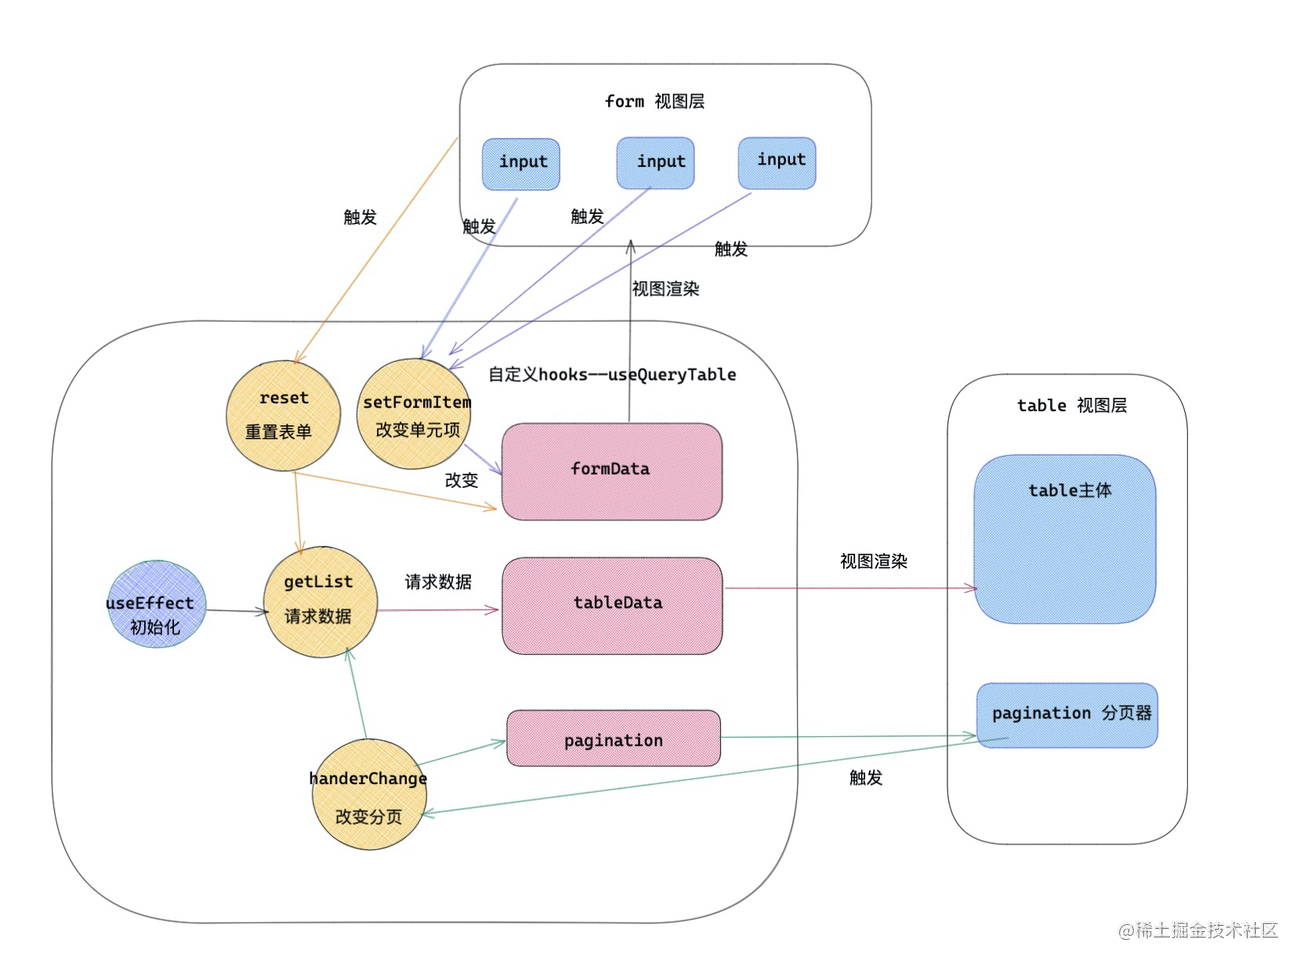 form 视图层
input
input
input
触发
触发
触发
触发
视图渲染
自定义hooks——useQueryTable
reset
重置表单
setFormItem
改变单元项
改变
formData
table 视图层
table主体
视图渲染
getList
请求数据
请求数据
tableData
useEffect
初始化
pagination 分页器
pagination
handerChange
改变分页
触发
@稀土掘金技术社区